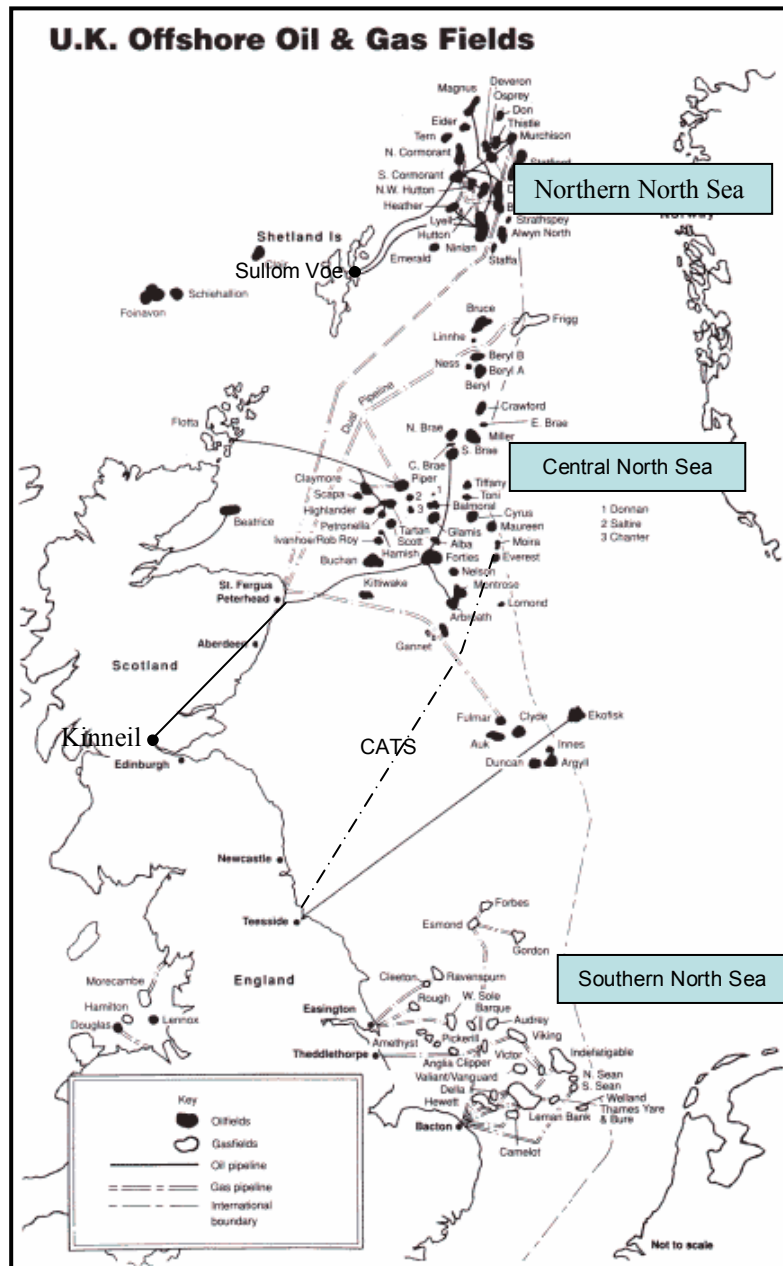 U.K. Offshore Oil & Gas Fields
Deveron
Magnus
Osprey
Don
Eider
Thistle
Tern
Murchison
N. Cormorant
S. Cormorant
N.W. Hutton
Northern North Sea
Heather
Lyell
Strathspey
Shetland Is
Hutton
Alwyn North
Ninian
Emerald
Staffa
Sullom Voe
Schiehallion
Foinavon
Bruce
Frigg
Linnhe
Beryl B
Ness
Beryl A
Beryl
Dual Pipeline
Crawford
Flotta
N. Brae
E. Brae
Miller
S. Brae
C. Brae
Central North Sea
Claymore
Piper
Tiffany
Scapa
1
2
Toni
Highlander
3
Balmoral
1 Donnan
Beatrice
Petronella
Cyrus
2 Saltire
Tartan
Glamis
Maureen
3 Chanter
Ivanhoe/Rob Roy
Scott
Alba
Moira
Hamish
Forties
Everest
Buchan
Nelson
St. Fergus
Kittiwake
Montrose
Peterhead
Lomond
Arbroath
Aberdeen
Gannet
Scotland
Fulmar
Clyde
Ekofisk
Kinneil
CATS
Auk
Innes
Edinburgh
Duncan
Argyll
Newcastle
Teesside
Forbes
Esmond
Gordon
England
Cleeton
Ravenspurn
Southern North Sea
Morecambe
Rough
W. Sole
Hamilton
Easington
Barque
Douglas
Lennox
Audrey
Amethyst
Pickerill
Viking
Theddlethorpe
Indefatigable
Anglia
Clipper
Victor
N. Sean
Valiant/Vanguard
S. Sean
Della
Welland
Hewett
Leman Bank
Thames Yare
& Bure
Bacton
Camelot
Key
Oilfields
Gasfields
Oil pipeline
Gas pipeline
International
boundary
Not to scale